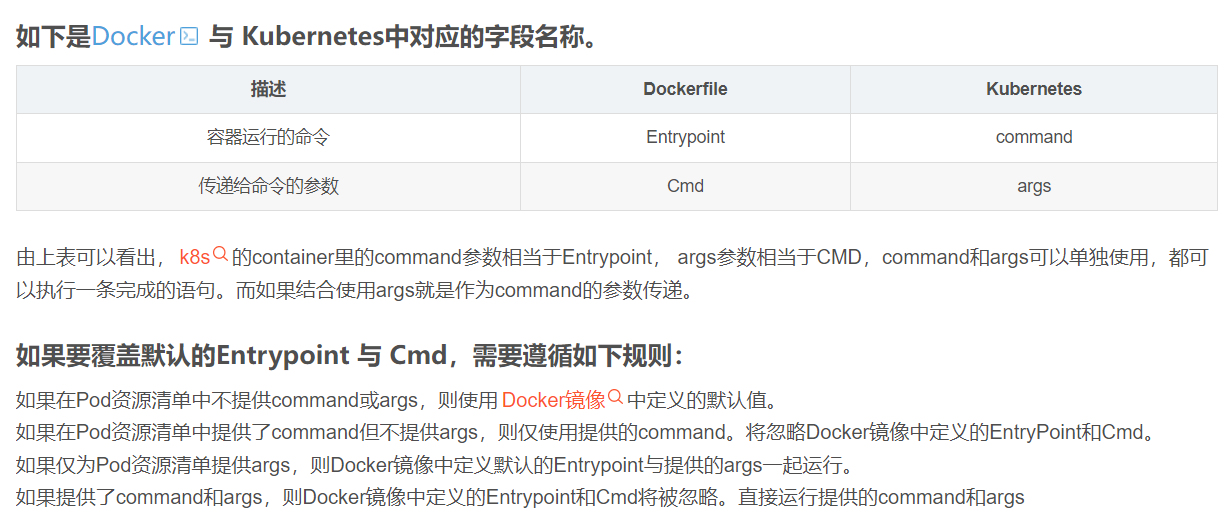 如下是Docker 与 Kubernetes中对应的字段名称。
描述 Dockerfile Kubernetes
容器运行的命令 Entrypoint command
传递给命令的参数 Cmd args
由上表可以看出， k8s 的container里的command参数相当于Entrypoint， args参数相当于CMD，command和args可以单独使用，都可
以执行一条完成的语句。而如果结合使用args就是作为command的参数传递。
如果要覆盖默认的Entrypoint 与 Cmd，需要遵循如下规则：
如果在Pod资源清单中不提供command或args，则使用 Docker镜像 中定义的默认值。
如果在Pod资源清单中提供了command但不提供args，则仅使用提供的command。将忽略Docker镜像中定义的EntryPoint和Cmd。
如果仅为Pod资源清单提供args，则Docker镜像中定义默认的Entrypoint与提供的args一起运行。
如果提供了command和args，则Docker镜像中定义的Entrypoint和Cmd将被忽略。直接运行提供的command和args